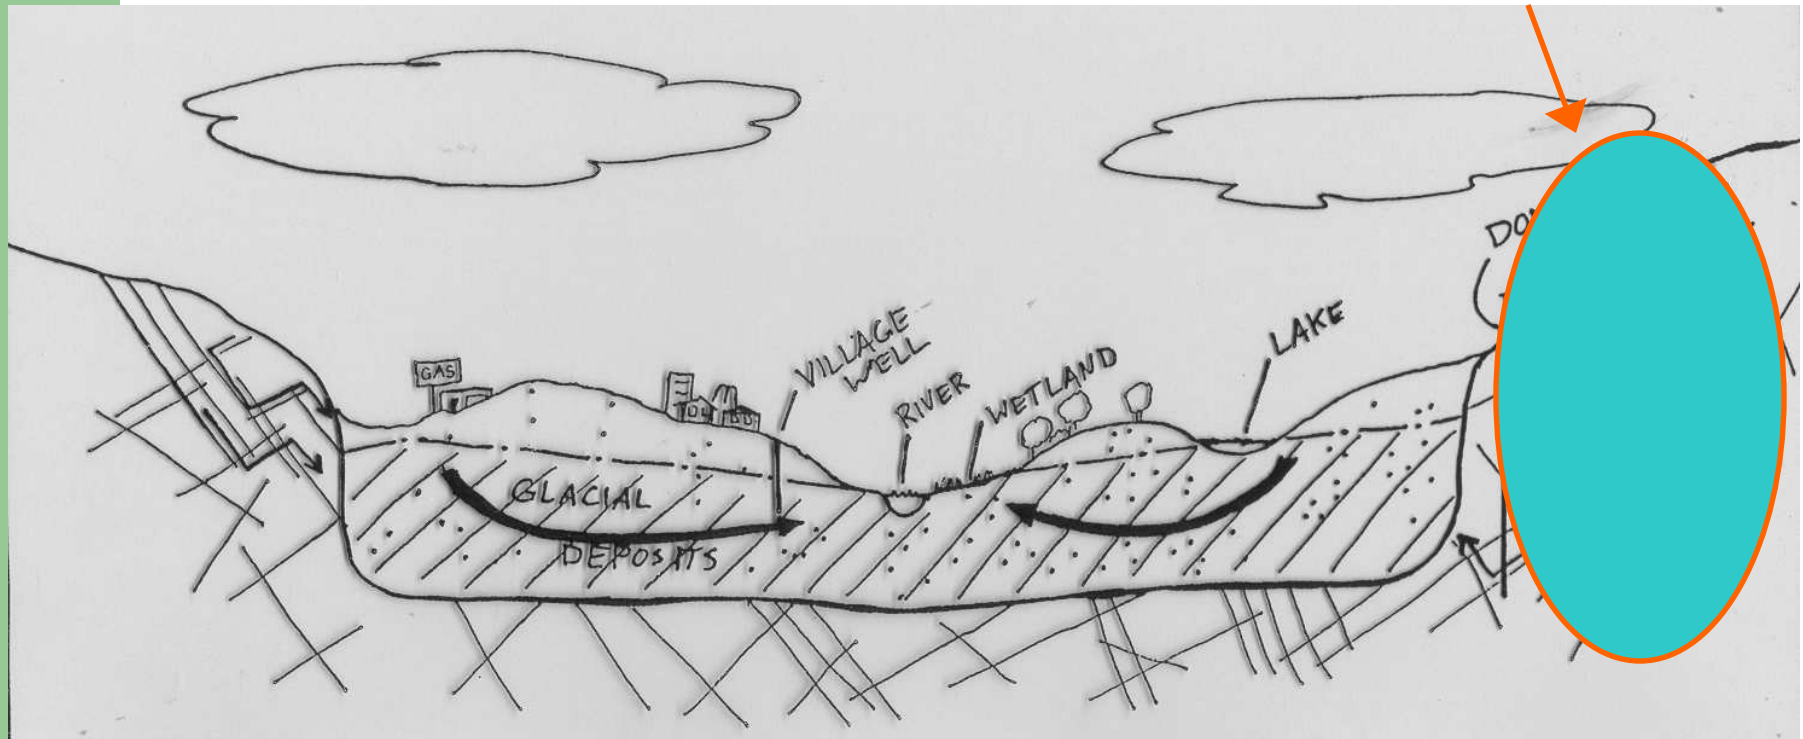 GAS
VILLAGE
WELL
RIVER
WETLAND
LAKE
GLACIAL
DEPOSITS